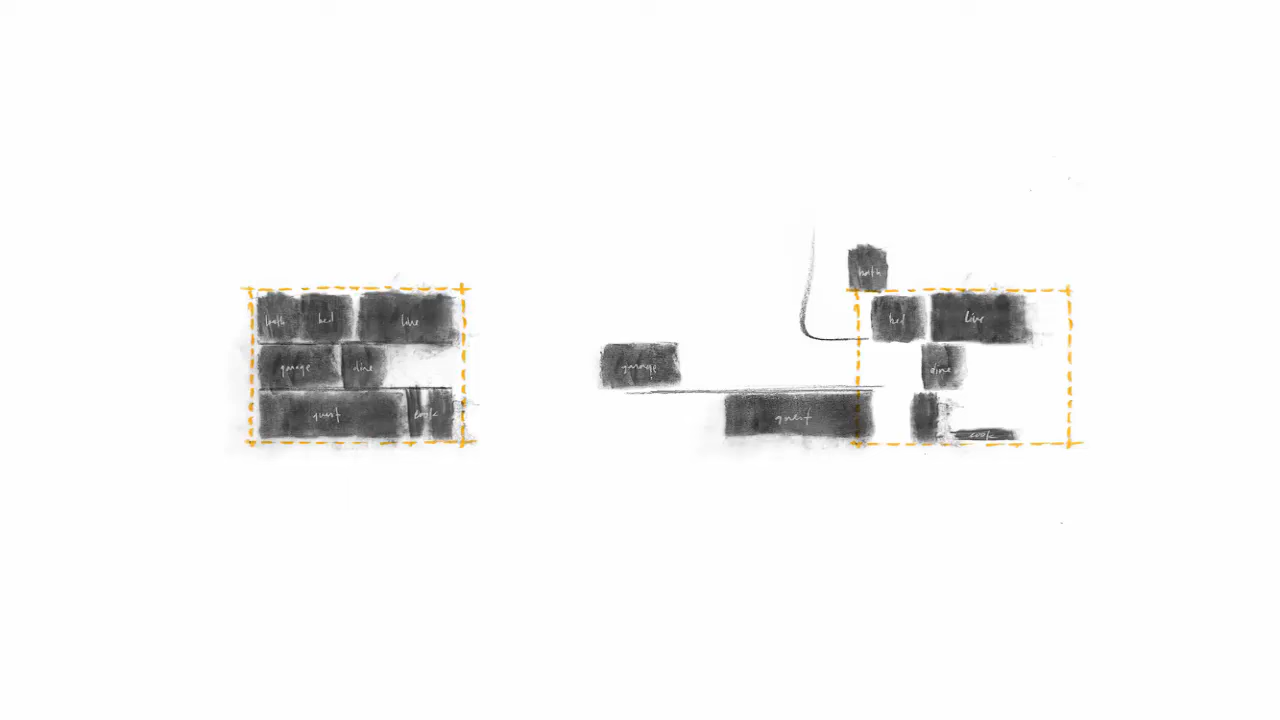 bath bed live
garage dine
guest cook
bath
bed live
garage dine
guest cook